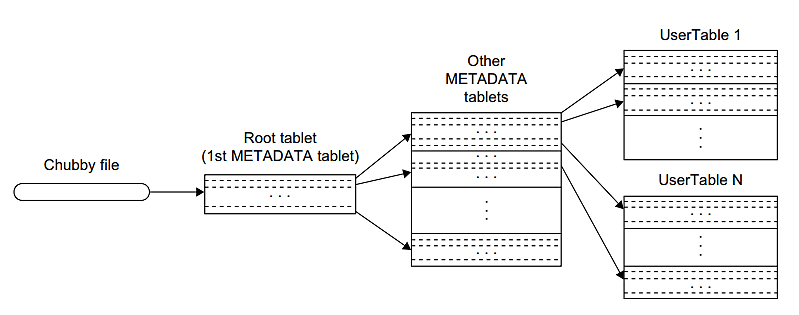 Chubby file
Root tablet
(1st METADATA tablet)
. . .
Other
METADATA
tablets
. . .
. . .
. . .
. . .
UserTable 1
. . .
. . .
. . .
UserTable N
. . .
. . .
. . .